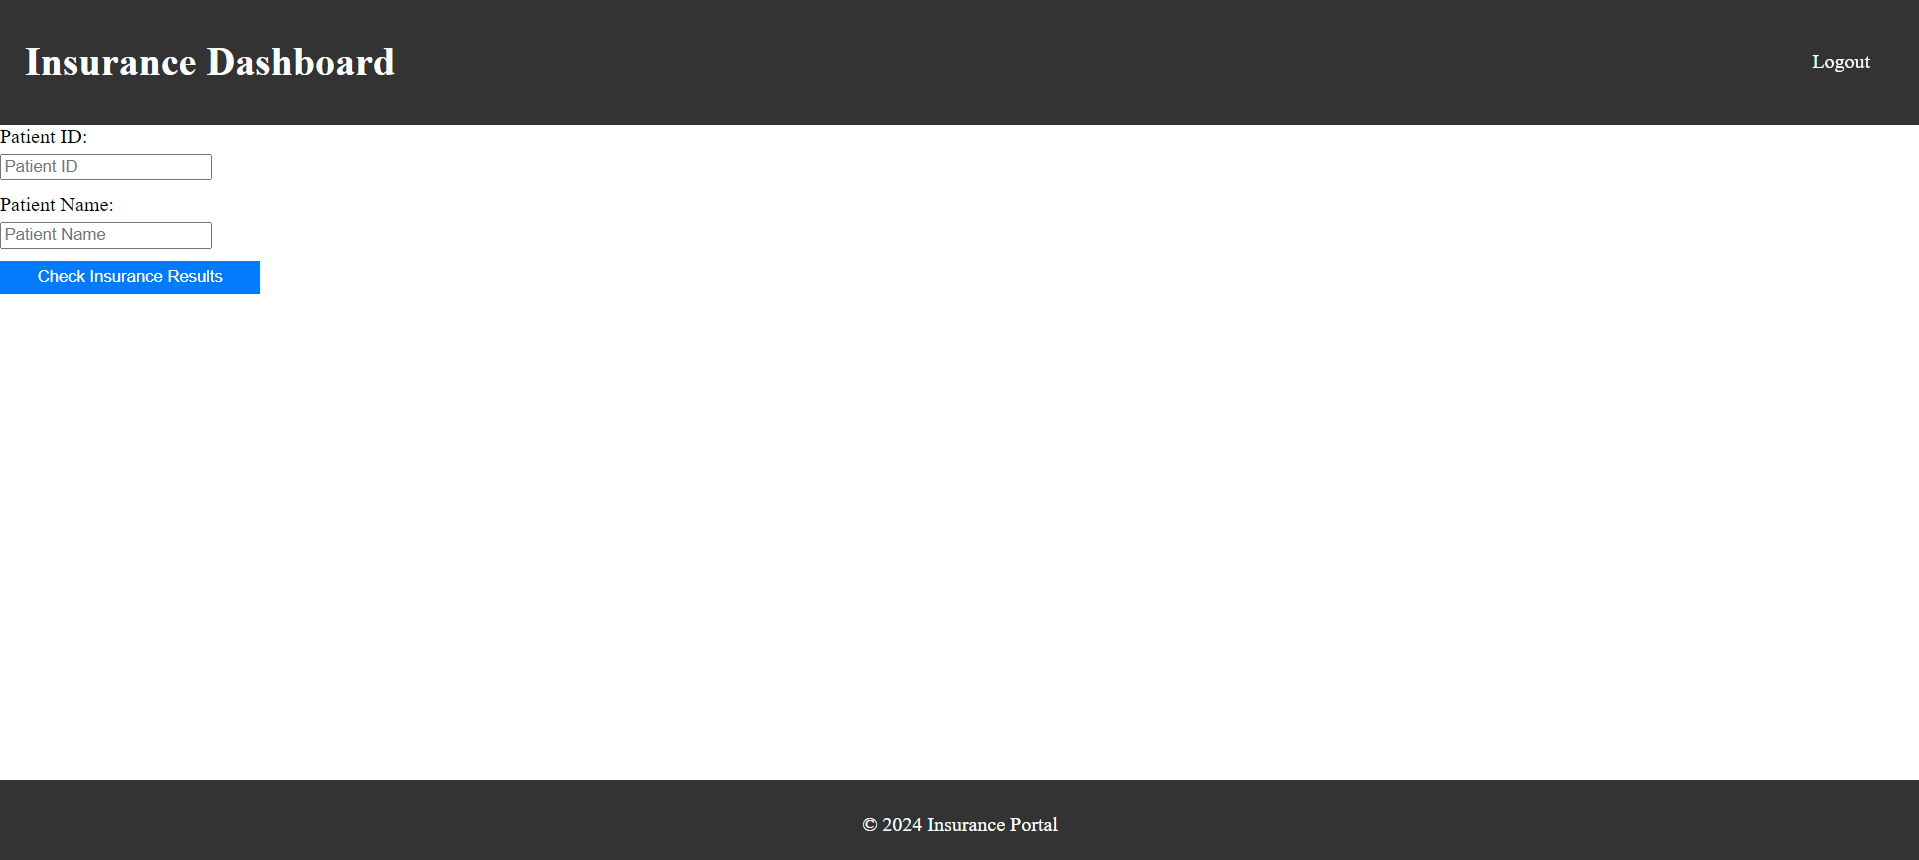 Insurance Dashboard
Logout
Patient ID:
Patient ID
Patient Name:
Patient Name
Check Insurance Results
© 2024 Insurance Portal